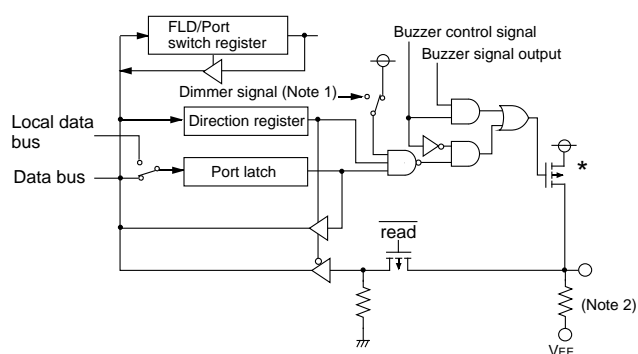 FLD/Port
switch register
Buzzer control signal
Buzzer signal output
Dimmer signal (Note 1)
Local data
bus
Direction register
Data bus
Port latch
*
read
(Note 2)
VEE